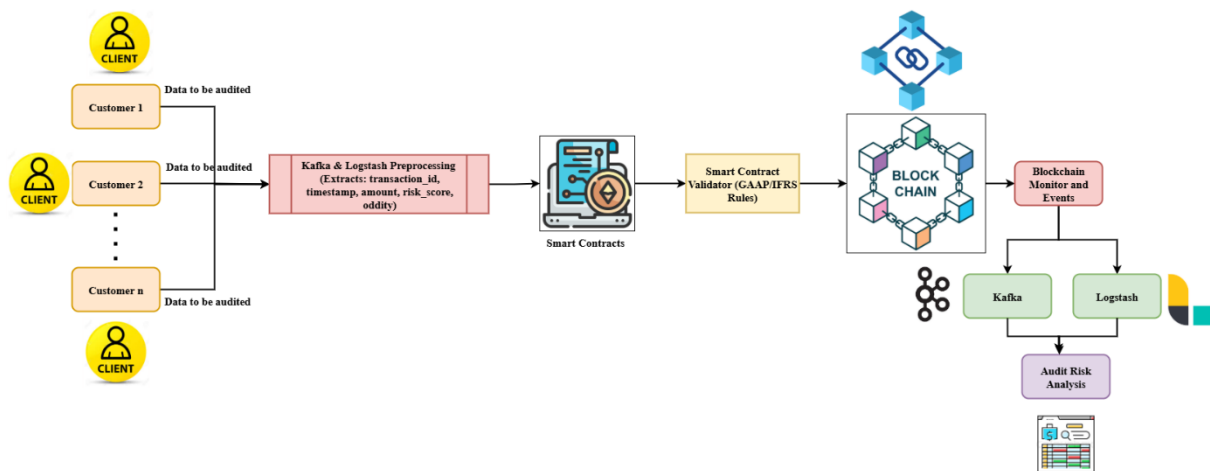 CLIENT
Customer 1
Data to be audited
CLIENT
Customer 2
Data to be audited
Customer n
Data to be audited
CLIENT
Kafka & Logstash Preprocessing
(Extracts: transaction_id,
timestamp, amount, risk_score,
oddity)
Smart Contracts
Smart Contract
Validator (GAAP/IFRS
Rules)
BLOCK
CHAIN
Blockchain
Monitor and
Events
Kafka
Logstash
Audit Risk
Analysis